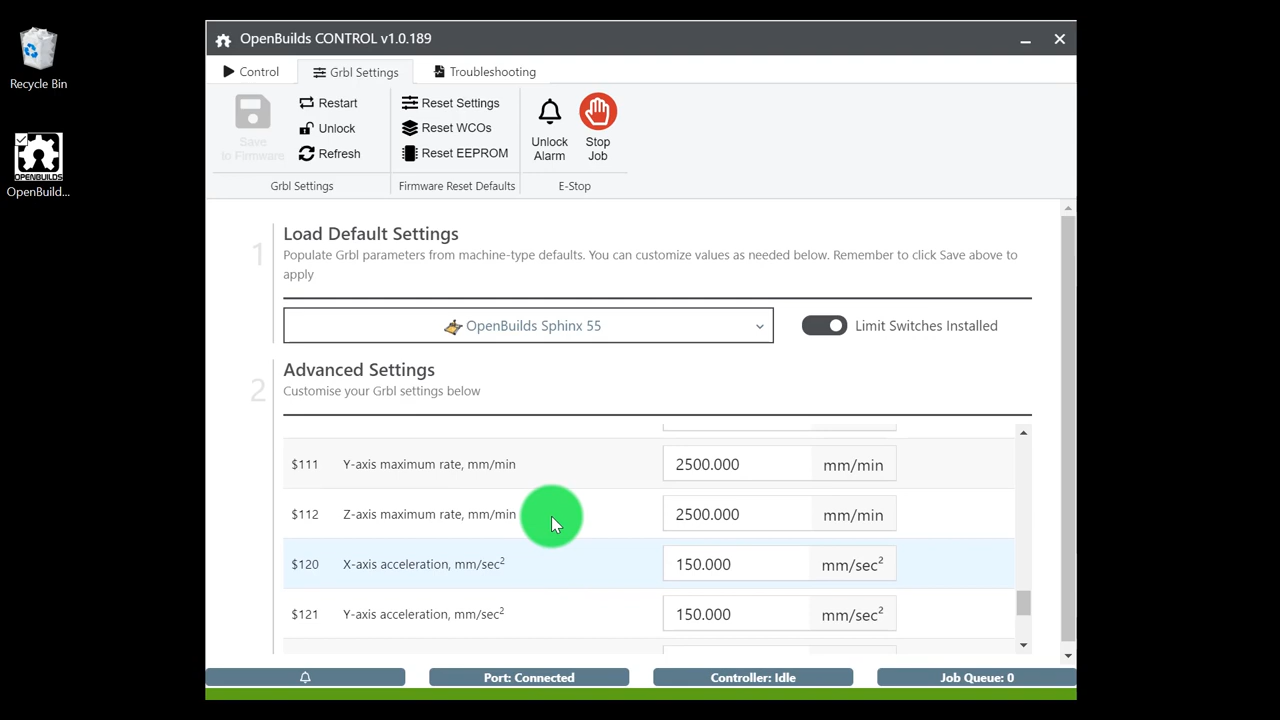 Recycle Bin
OPENBUILDS
OpenBuild...
OpenBuilds CONTROL v1.0.189
Control
Grbl Settings
Troubleshooting
Save
to Firmware
Restart
Unlock
Refresh
Grbl Settings
Reset Settings
Reset WCOs
Reset EEPROM
Firmware Reset Defaults
Unlock
Alarm
Stop
Job
E-Stop
1
Load Default Settings
Populate Grbl parameters from machine-type defaults. You can customize values as needed below. Remember to click Save above to
apply
OpenBuilds Sphinx 55
Limit Switches Installed
2
Advanced Settings
Customise your Grbl settings below
$111 Y-axis maximum rate, mm/min 2500.000 mm/min
$112 Z-axis maximum rate, mm/min 2500.000 mm/min
$120 X-axis acceleration, mm/sec² 150.000 mm/sec²
$121 Y-axis acceleration, mm/sec² 150.000 mm/sec²
Port: Connected
Controller: Idle
Job Queue: 0